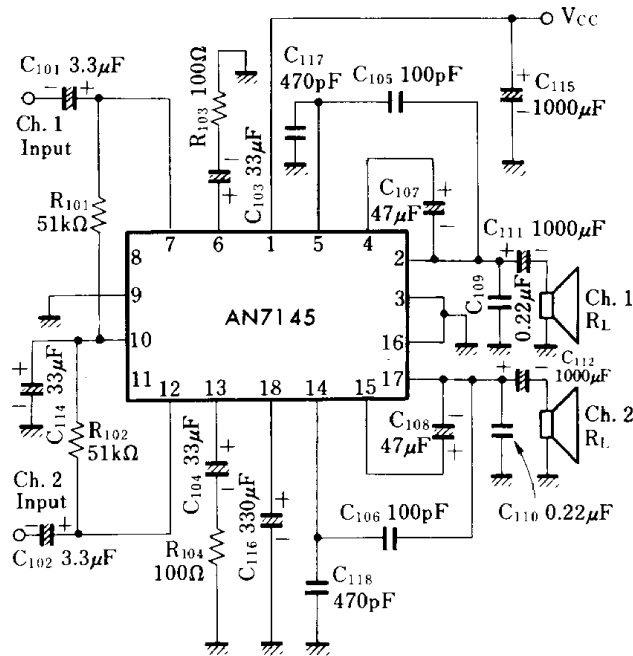 VCC
C101 3.3μF
Ch. 1
Input
R101
51kΩ
R103 100Ω
C103 33μF
C117
470pF
C105 100pF
C115
1000μF
C107
47μF
C111 1000μF
C109
0.22μF
Ch. 1
RL
8
7
6
1
5
4
2
9
3
10
AN7145
16
11
12
13
18
14
15
17
C114 33μF
R102
51kΩ
Ch. 2
Input
C102 3.3μF
C104 33μF
R104
100Ω
C116 330μF
C108
47μF
C112
1000μF
Ch. 2
RL
C110 0.22μF
C106 100pF
C118
470pF